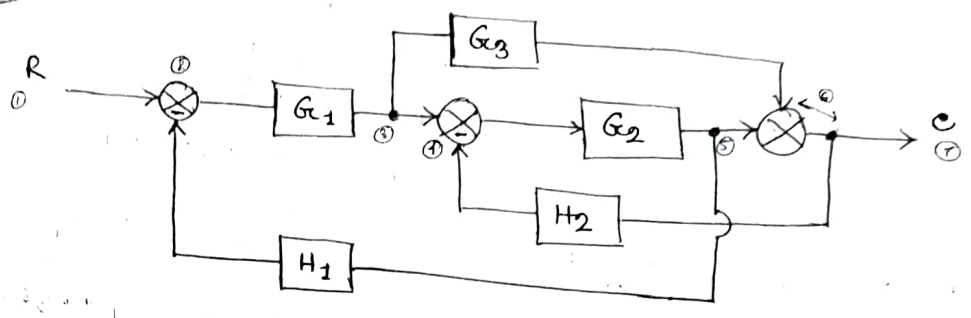 R
①
②
-
G1
③
G3
④
-
G2
⑤
⑥
C
⑦
H2
H1